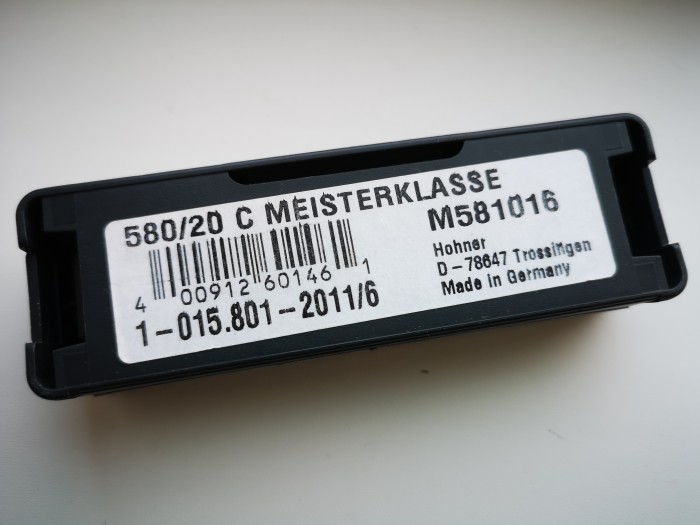 580/20 C MEISTERKLASSE
M581016
4 00912 60146 1
1-015.801-2011/6
Hohner
D-78647 Trossingen
Made in Germany